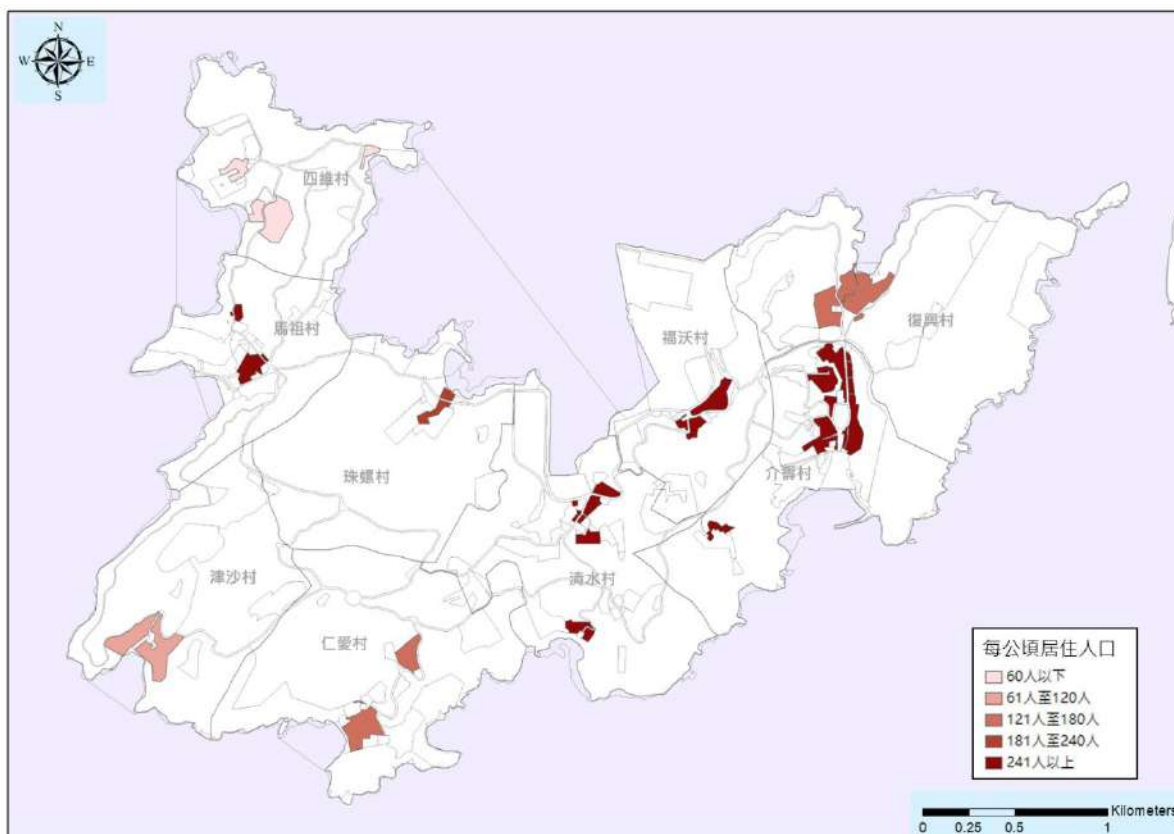 N
W E
S
四維村
馬祖村
福沃村
復興村
珠螺村
介壽村
津沙村
清水村
仁愛村
每公頃居住人口
60人以下
61人至120人
121人至180人
181人至240人
241人以上
Kilometers
0 0.25 0.5 1